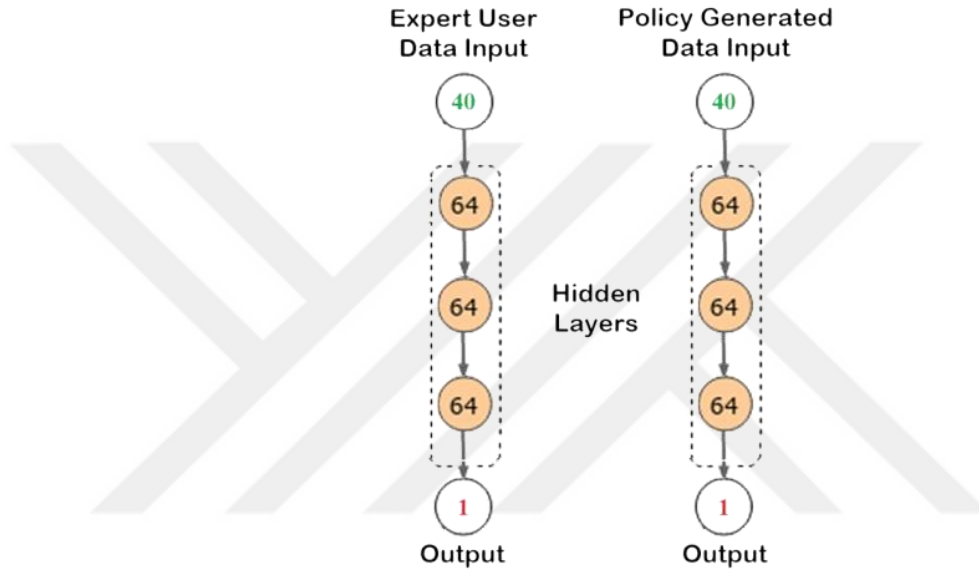 Expert User
Data Input
Policy Generated
Data Input
40
40
64
64
64
64
Hidden
Layers
64
64
1
1
Output
Output